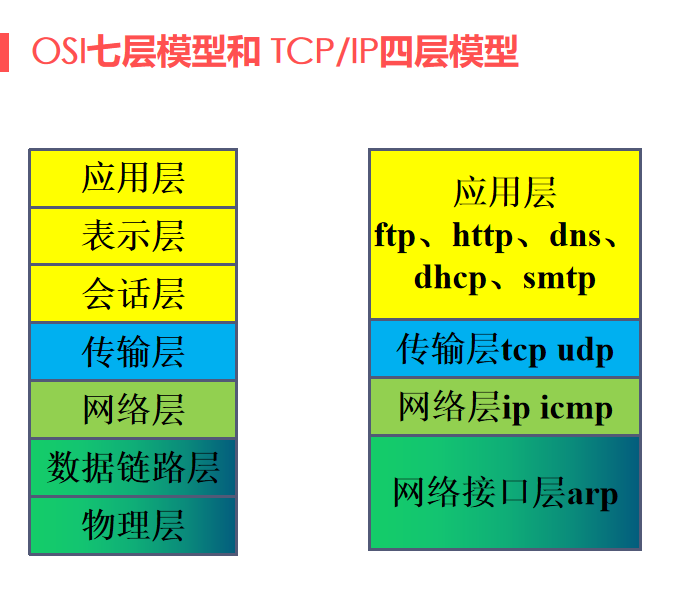 OSI七层模型和 TCP/IP四层模型
应用层
表示层
会话层
传输层
网络层
数据链路层
物理层
应用层
ftp、http、dns、
dhcp、smtp
传输层tcp udp
网络层ip icmp
网络接口层arp